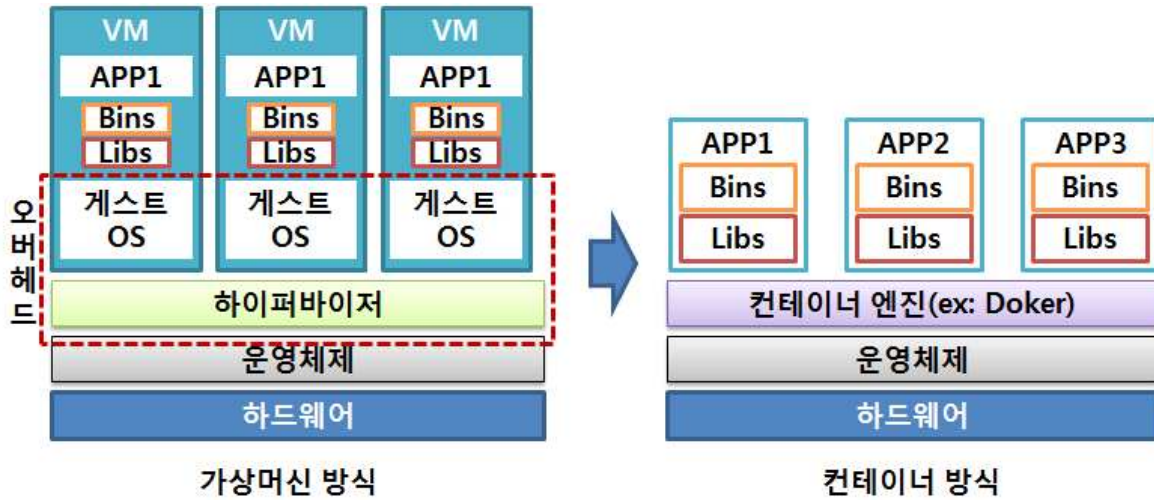 VM
APP1
Bins
Libs
게스트
OS
VM
APP1
Bins
Libs
게스트
OS
VM
APP1
Bins
Libs
게스트
OS
오
버
헤
드
하이퍼바이저
운영체제
하드웨어
가상머신 방식
APP1
Bins
Libs
APP2
Bins
Libs
APP3
Bins
Libs
컨테이너 엔진(ex: Doker)
운영체제
하드웨어
컨테이너 방식